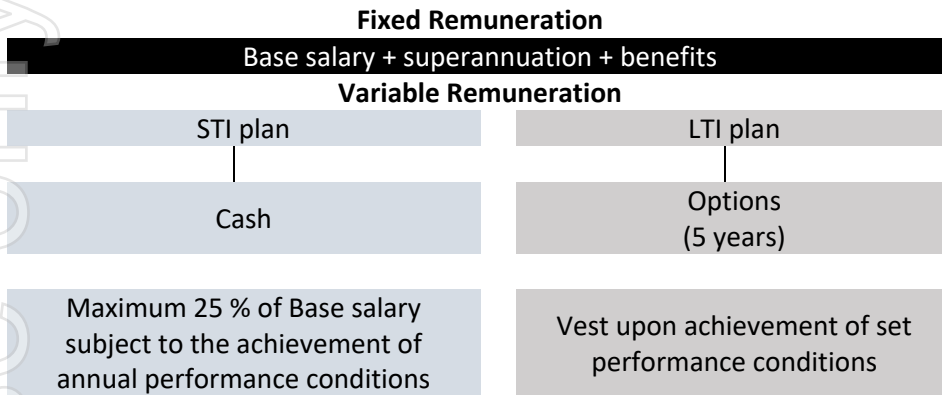 Fixed Remuneration
Base salary + superannuation + benefits
Variable Remuneration
STI plan
LTI plan
Cash
Options
(5 years)
Maximum 25 % of Base salary
subject to the achievement of
annual performance conditions
Vest upon achievement of set
performance conditions